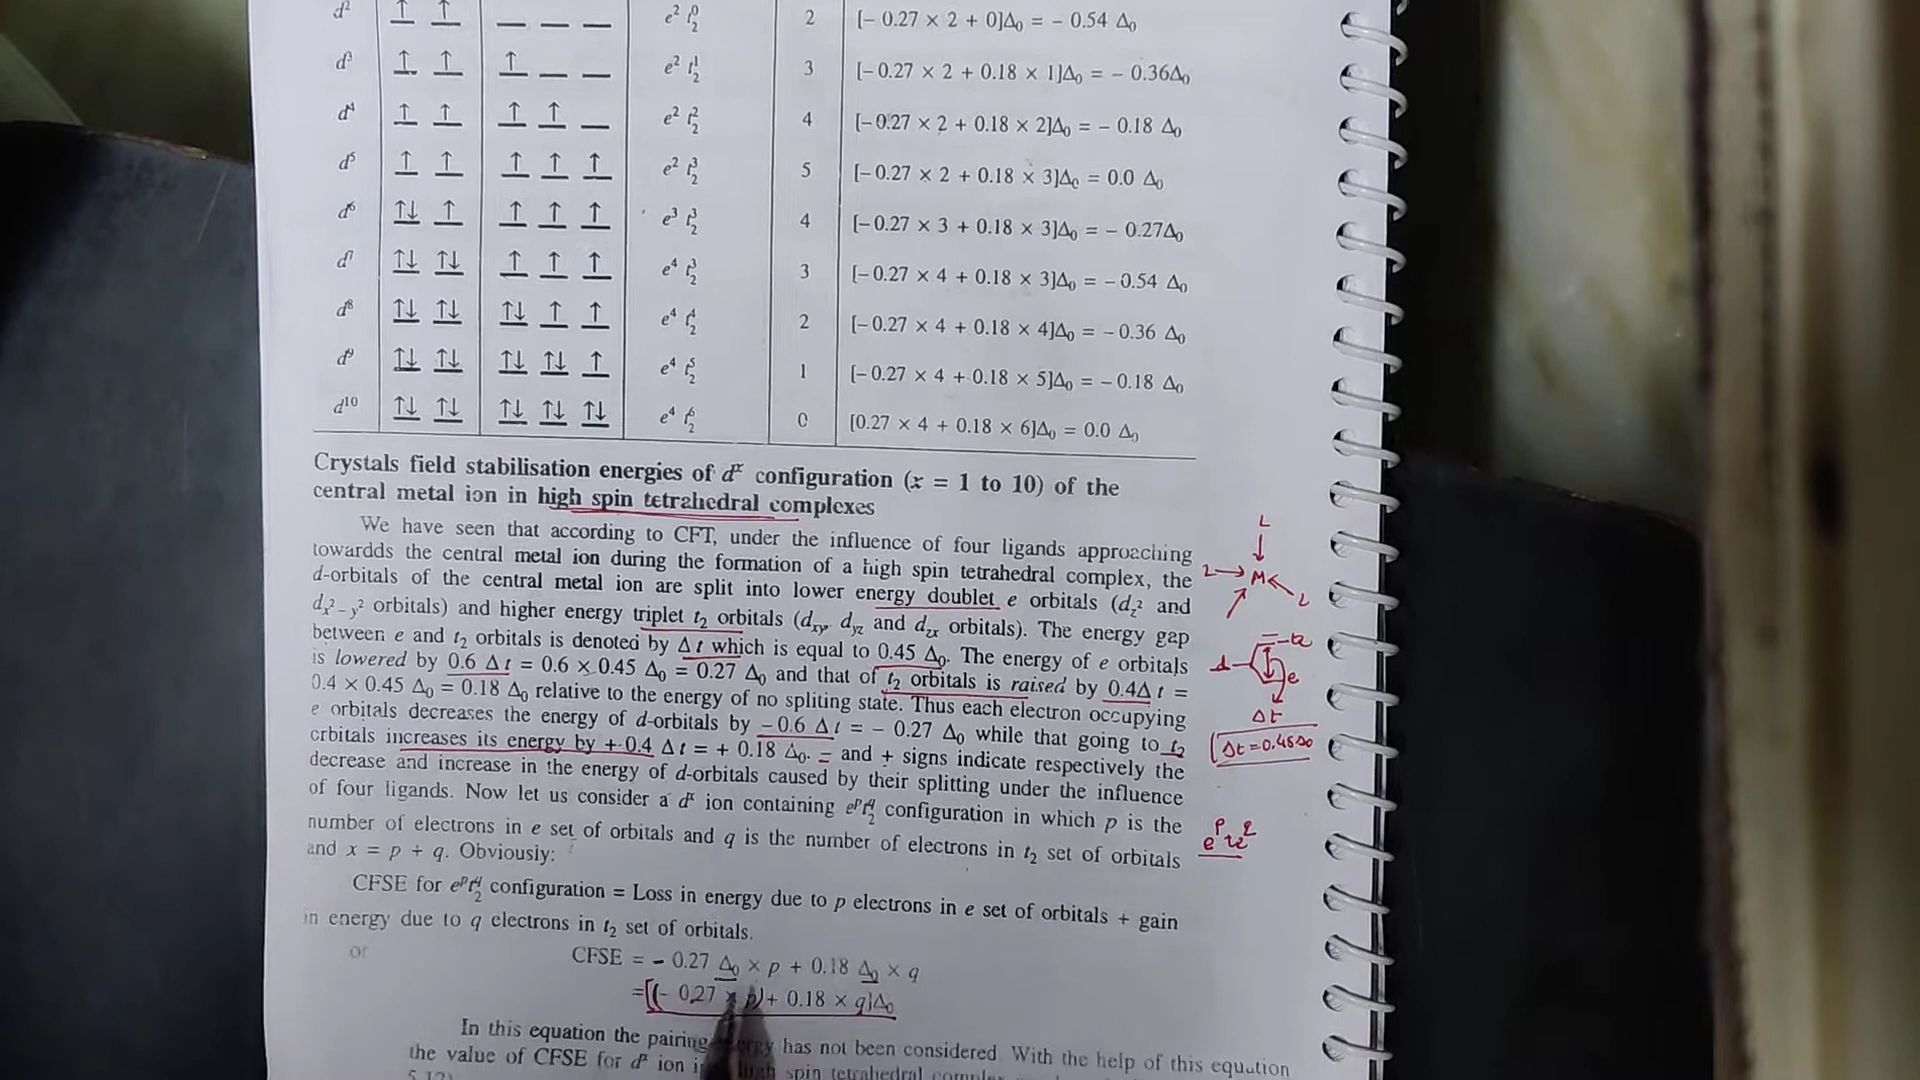 d² ↑ ↑ _ _ _ e² t₂⁰ 2 [– 0.27 × 2 + 0]Δ₀ = – 0.54 Δ₀
d³ ↑ ↑ ↑ _ _ e² t₂¹ 3 [– 0.27 × 2 + 0.18 × 1]Δ₀ = – 0.36Δ₀
d⁴ ↑ ↑ ↑ ↑ _ e² t₂² 4 [–0.27 × 2 + 0.18 × 2]Δ₀ = – 0.18 Δ₀
d⁵ ↑ ↑ ↑ ↑ ↑ e² t₂³ 5 [–0.27 × 2 + 0.18 × 3]Δ₀ = 0.0 Δ₀
d⁶ ↑↓ ↑ ↑ ↑ ↑ e³ t₂³ 4 [–0.27 × 3 + 0.18 × 3]Δ₀ = – 0.27Δ₀
d⁷ ↑↓ ↑↓ ↑ ↑ ↑ e⁴ t₂³ 3 [–0.27 × 4 + 0.18 × 3]Δ₀ = – 0.54 Δ₀
d⁸ ↑↓ ↑↓ ↑↓ ↑ ↑ e⁴ t₂⁴ 2 [–0.27 × 4 + 0.18 × 4]Δ₀ = –0.36 Δ₀
d⁹ ↑↓ ↑↓ ↑↓ ↑↓ ↑ e⁴ t₂⁵ 1 [–0.27 × 4 + 0.18 × 5]Δ₀ = –0.18 Δ₀
d¹⁰ ↑↓ ↑↓ ↑↓ ↑↓ ↑↓ e⁴ t₂⁶ 0 [0.27 × 4 + 0.18 × 6]Δ₀ = 0.0 Δ₀
Crystals field stabilisation energies of dˣ configuration (x = 1 to 10) of the
central metal ion in high spin tetrahedral complexes
We have seen that according to CFT, under the influence of four ligands approaching
towardds the central metal ion during the formation of a high spin tetrahedral complex, the
d-orbitals of the central metal ion are split into lower energy doublet e orbitals (d_z² and
d_x²–y² orbitals) and higher energy triplet t₂ orbitals (d_xy, d_yz and d_zx orbitals). The energy gap
between e and t₂ orbitals is denoted by Δt which is equal to 0.45 Δ₀. The energy of e orbitals
is lowered by 0.6 Δt = 0.6 × 0.45 Δ₀ = 0.27 Δ₀ and that of t₂ orbitals is raised by 0.4Δt =
0.4 × 0.45 Δ₀ = 0.18 Δ₀ relative to the energy of no spliting state. Thus each electron occupying
e orbitals decreases the energy of d-orbitals by – 0.6 Δt = – 0.27 Δ₀ while that going to t₂
orbitals increases its energy by + 0.4 Δt = + 0.18 Δ₀. – and + signs indicate respectively the
decrease and increase in the energy of d-orbitals caused by their splitting under the influence
of four ligands. Now let us consider a dˣ ion containing eᵖt₂^q configuration in which p is the
number of electrons in e set of orbitals and q is the number of electrons in t₂ set of orbitals
and x = p + q. Obviously:
CFSE for eᵖt₂^q configuration = Loss in energy due to p electrons in e set of orbitals + gain
in energy due to q electrons in t₂ set of orbitals.
or CFSE = – 0.27 Δ₀ × p + 0.18 Δ₀ × q
=[(– 0.27 × p)+ 0.18 × q]Δ₀
In this equation the pairing has not been considered. With the help of this equation
the value of CFSE for dˣ ion spin tetrahedral
L
L→ M L
t2
d e
Δt
Δt = 0.45Δ₀
eᵖ t₂^q